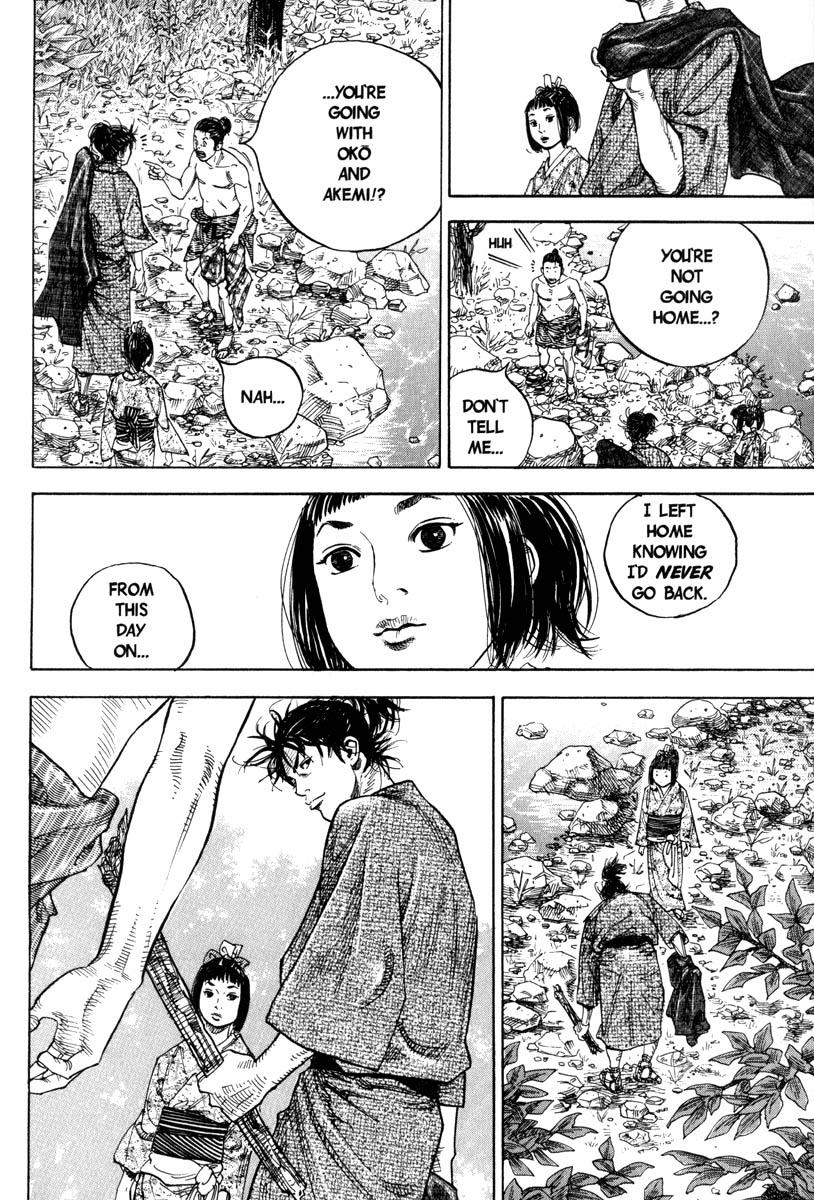 YOU'RE
NOT
GOING
HOME...?
HUH
DON'T
TELL
ME...
...YOU'RE
GOING
WITH
OKŌ
AND
AKEMI!?
NAH...
I LEFT
HOME
KNOWING
I'D NEVER
GO BACK.
FROM
THIS
DAY
ON...